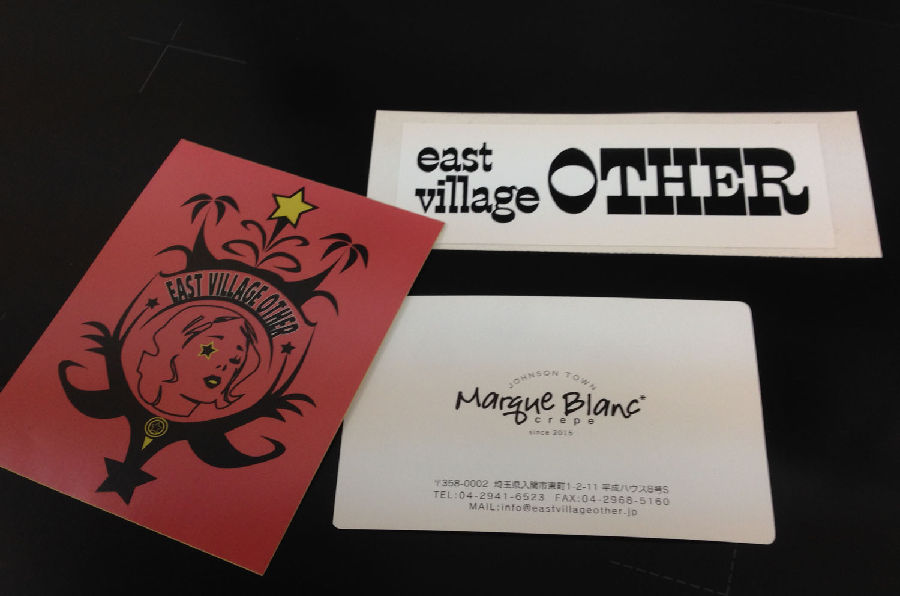 east
village OTHER
EAST VILLAGE OTHER
JOHNSON TOWN
Marque Blanc*
crepe
since 2015
〒358-0002 埼玉県入間市東町1-2-11 平成ハウス8号S
TEL:04-2941-6523 FAX:04-2968-5160
MAIL:info@eastvillageother.jp